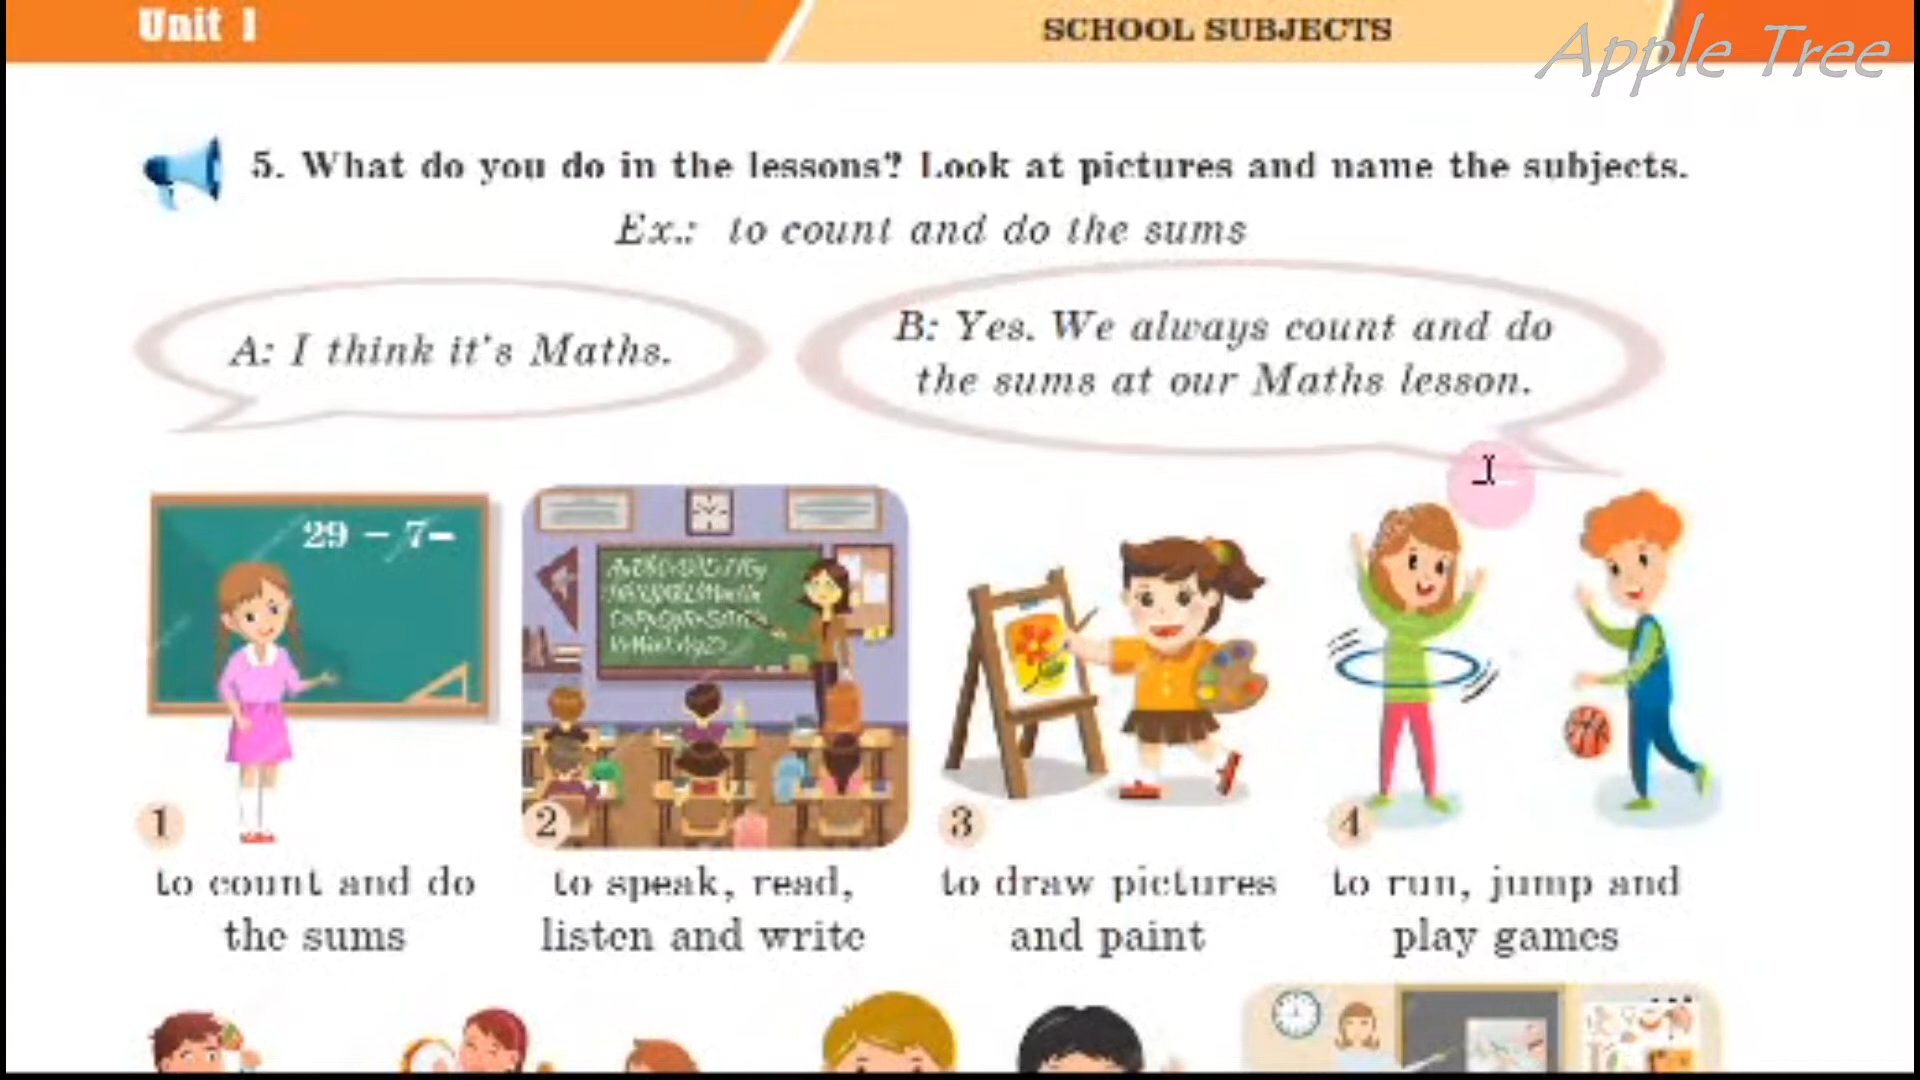 Unit 1
SCHOOL SUBJECTS
Apple Tree
5. What do you do in the lessons? Look at pictures and name the subjects.
Ex.: to count and do the sums
A: I think it's Maths.
B: Yes. We always count and do
the sums at our Maths lesson.
29 – 7=
1
2
3
4
to count and do
the sums
to speak, read,
listen and write
to draw pictures
and paint
to run, jump and
play games